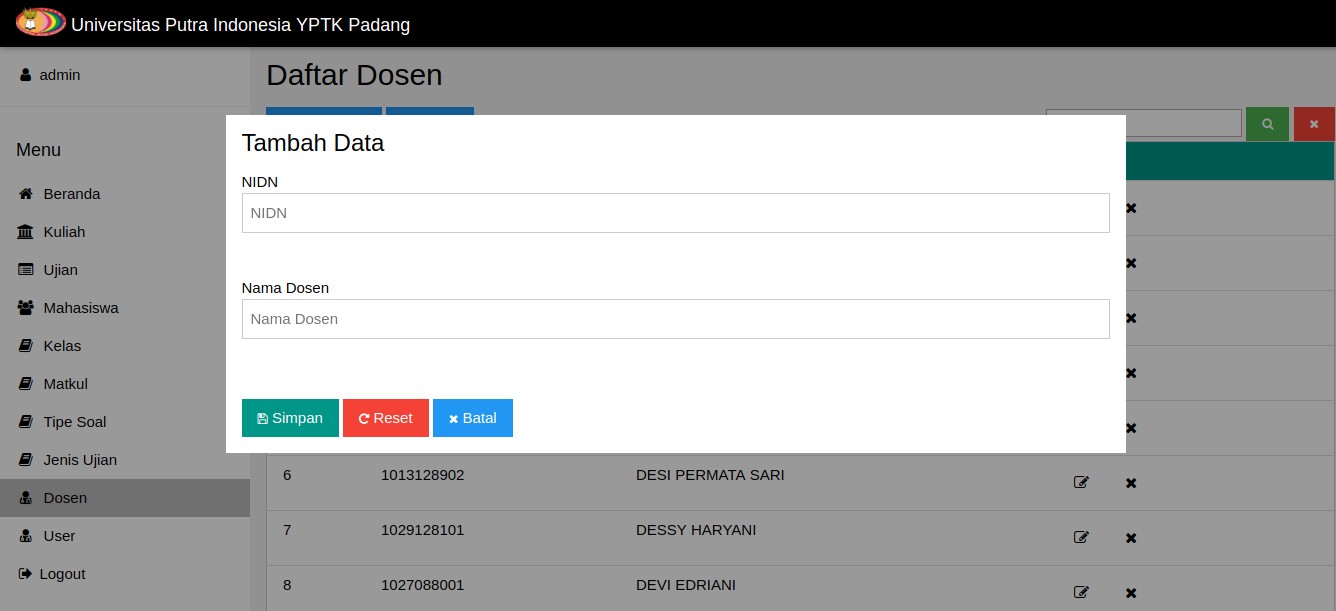 Universitas Putra Indonesia YPTK Padang
admin
Daftar Dosen
Menu
Beranda
Kuliah
Ujian
Mahasiswa
Kelas
Matkul
Tipe Soal
Jenis Ujian
Dosen
User
Logout
Tambah Data
NIDN
NIDN
Nama Dosen
Nama Dosen
Simpan Reset Batal
6 1013128902 DESI PERMATA SARI
7 1029128101 DESSY HARYANI
8 1027088001 DEVI EDRIANI